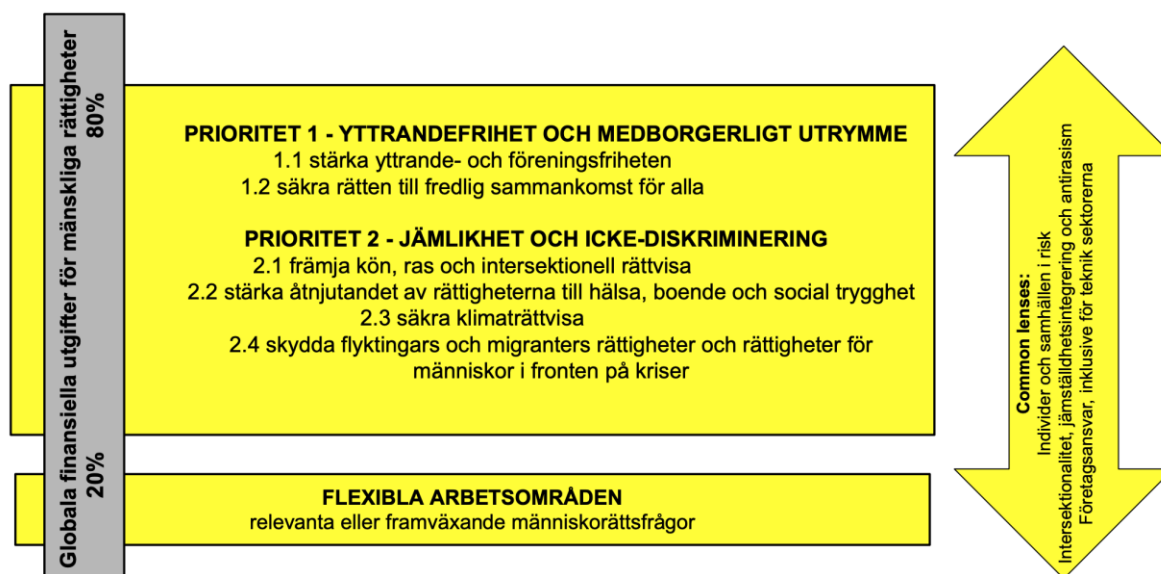 Globala finansiella utgifter för mänskliga rättigheter
80%
20%
PRIORITET 1 - YTTRANDEFRIHET OCH MEDBORGERLIGT UTRYMME
1.1 stärka yttrande- och föreningsfriheten
1.2 säkra rätten till fredlig sammankomst för alla
PRIORITET 2 - JÄMLIKHET OCH ICKE-DISKRIMINERING
2.1 främja kön, ras och intersektionell rättvisa
2.2 stärka åtnjutandet av rättigheterna till hälsa, boende och social trygghet
2.3 säkra klimaträttvisa
2.4 skydda flyktingars och migranters rättigheter och rättigheter för
människor i fronten på kriser
FLEXIBLA ARBETSOMRÅDEN
relevanta eller framväxande människorättsfrågor
Common lenses:
Individer och samhällen i risk
Intersektionalitet, jämställdhetsintegrering och antirasism
Företagsansvar, inklusive för teknik sektorerna